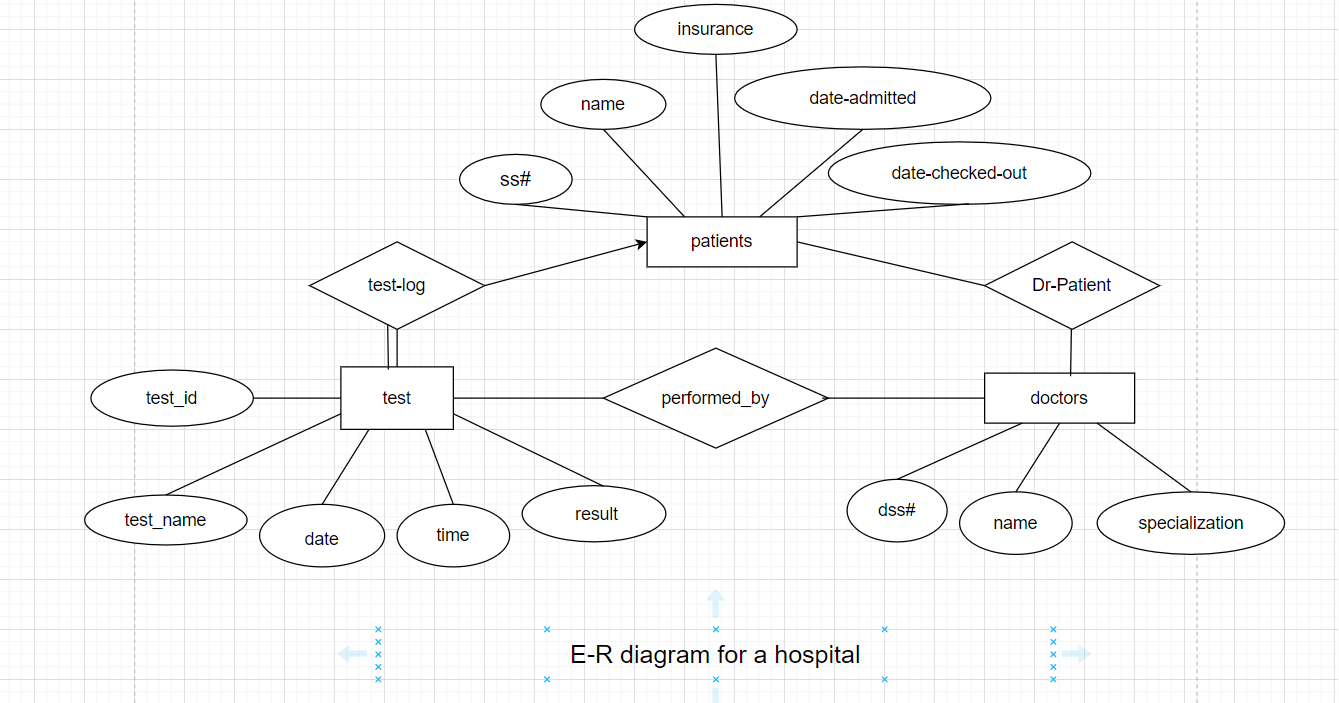 insurance
name
date-admitted
ss#
date-checked-out
patients
test-log
Dr-Patient
test_id
test
performed_by
doctors
test_name
date
time
result
dss#
name
specialization
E-R diagram for a hospital